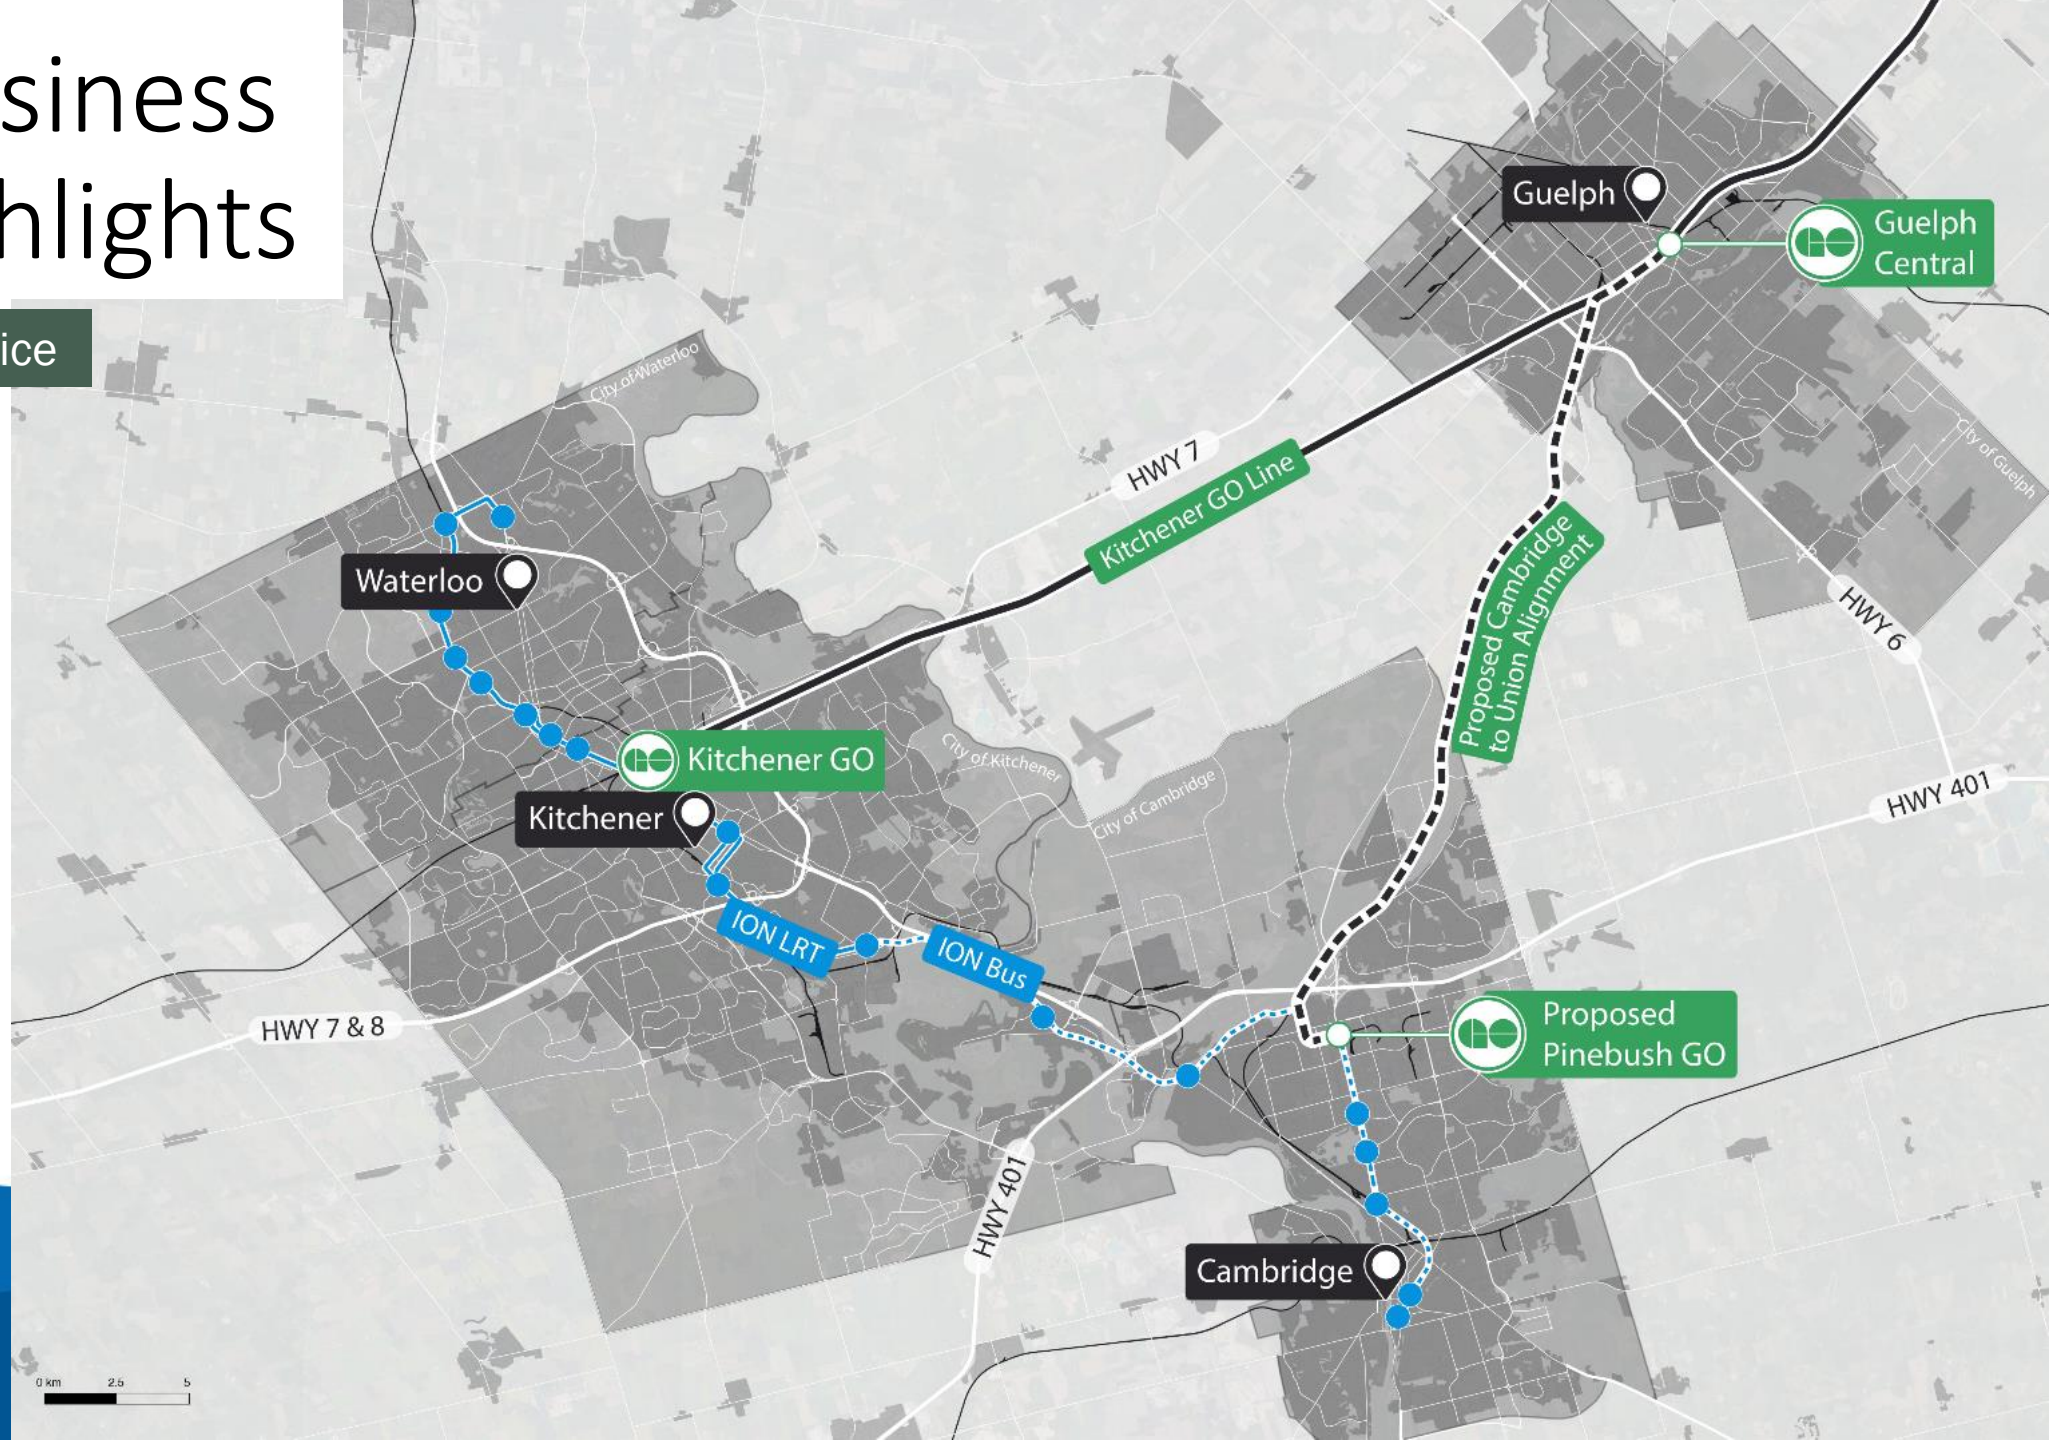 siness
hlights
ice
Guelph
Guelph
Central
City of Waterloo
City of Guelph
HWY 7
Kitchener GO Line
Proposed Cambridge
to Union Alignment
Waterloo
HWY 6
Kitchener GO
City of Kitchener
City of Cambridge
HWY 401
Kitchener
ION LRT
ION Bus
HWY 7 & 8
Proposed
Pinebush GO
HWY 401
Cambridge
0 km 2.5 5